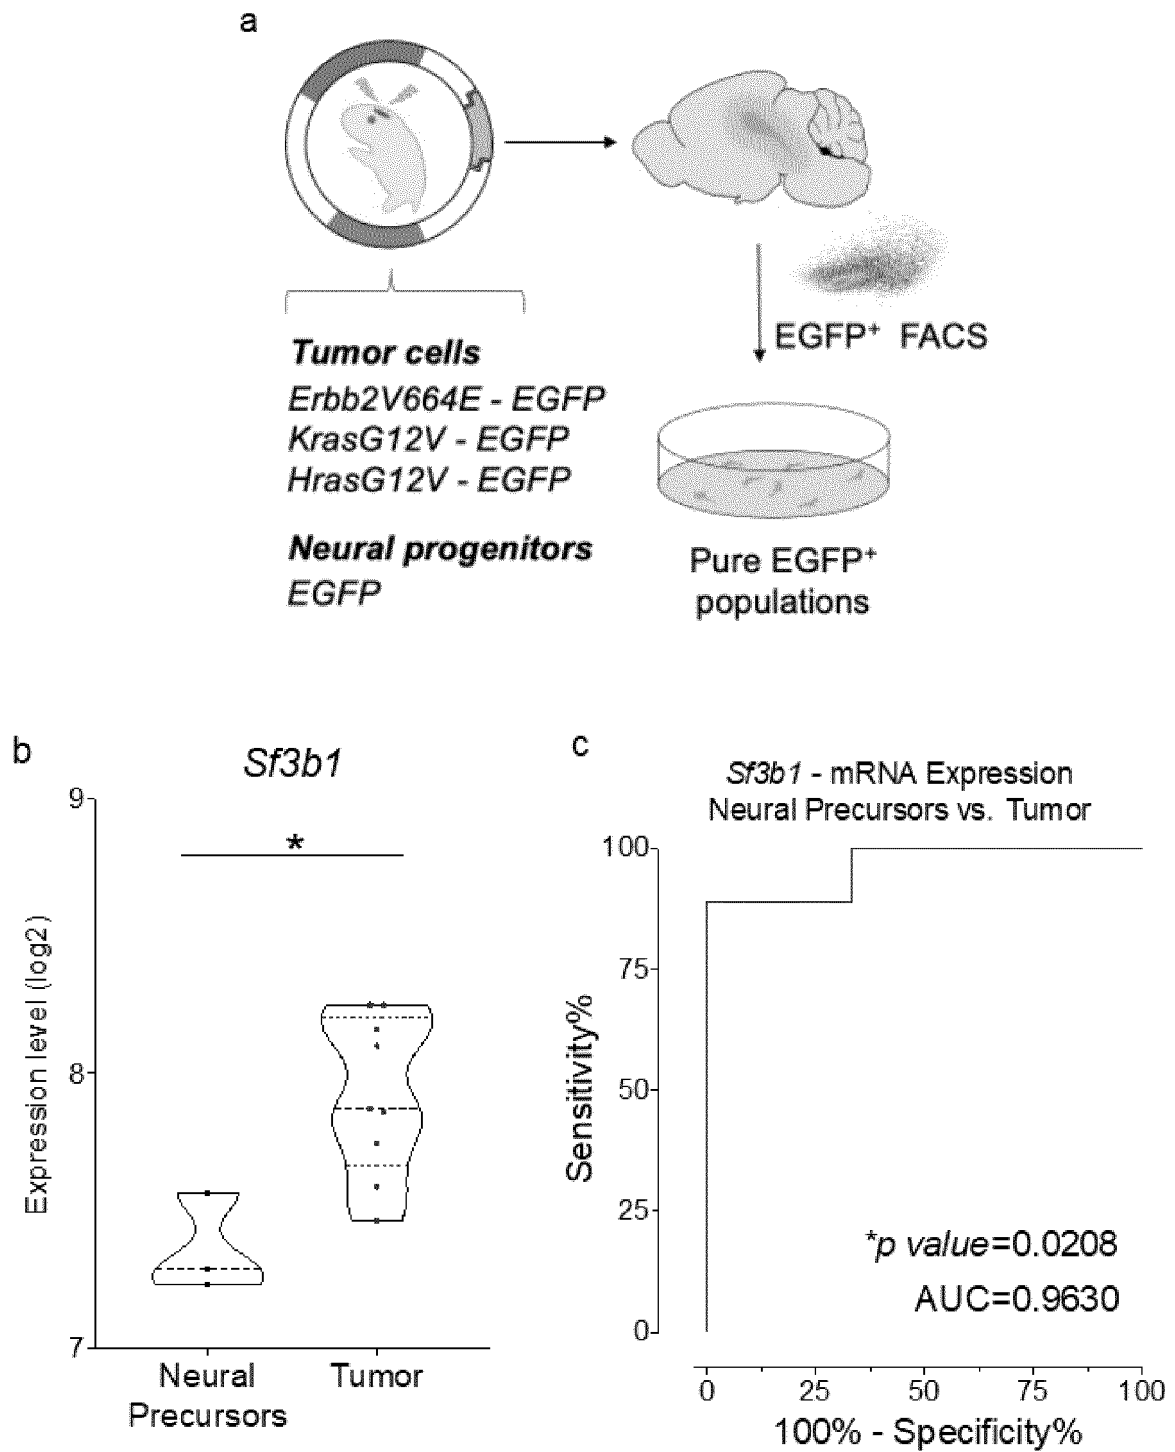 a
Tumor cells
Erbb2V664E - EGFP
KrasG12V - EGFP
HrasG12V - EGFP
Neural progenitors
EGFP
EGFP⁺ FACS
Pure EGFP⁺
populations
b
Sf3b1
*
Expression level (log2)
9
8
7
Neural
Precursors
Tumor
c
Sf3b1 - mRNA Expression
Neural Precursors vs. Tumor
Sensitivity%
100
75
50
25
0
*p value=0.0208
AUC=0.9630
0 25 50 75 100
100% - Specificity%